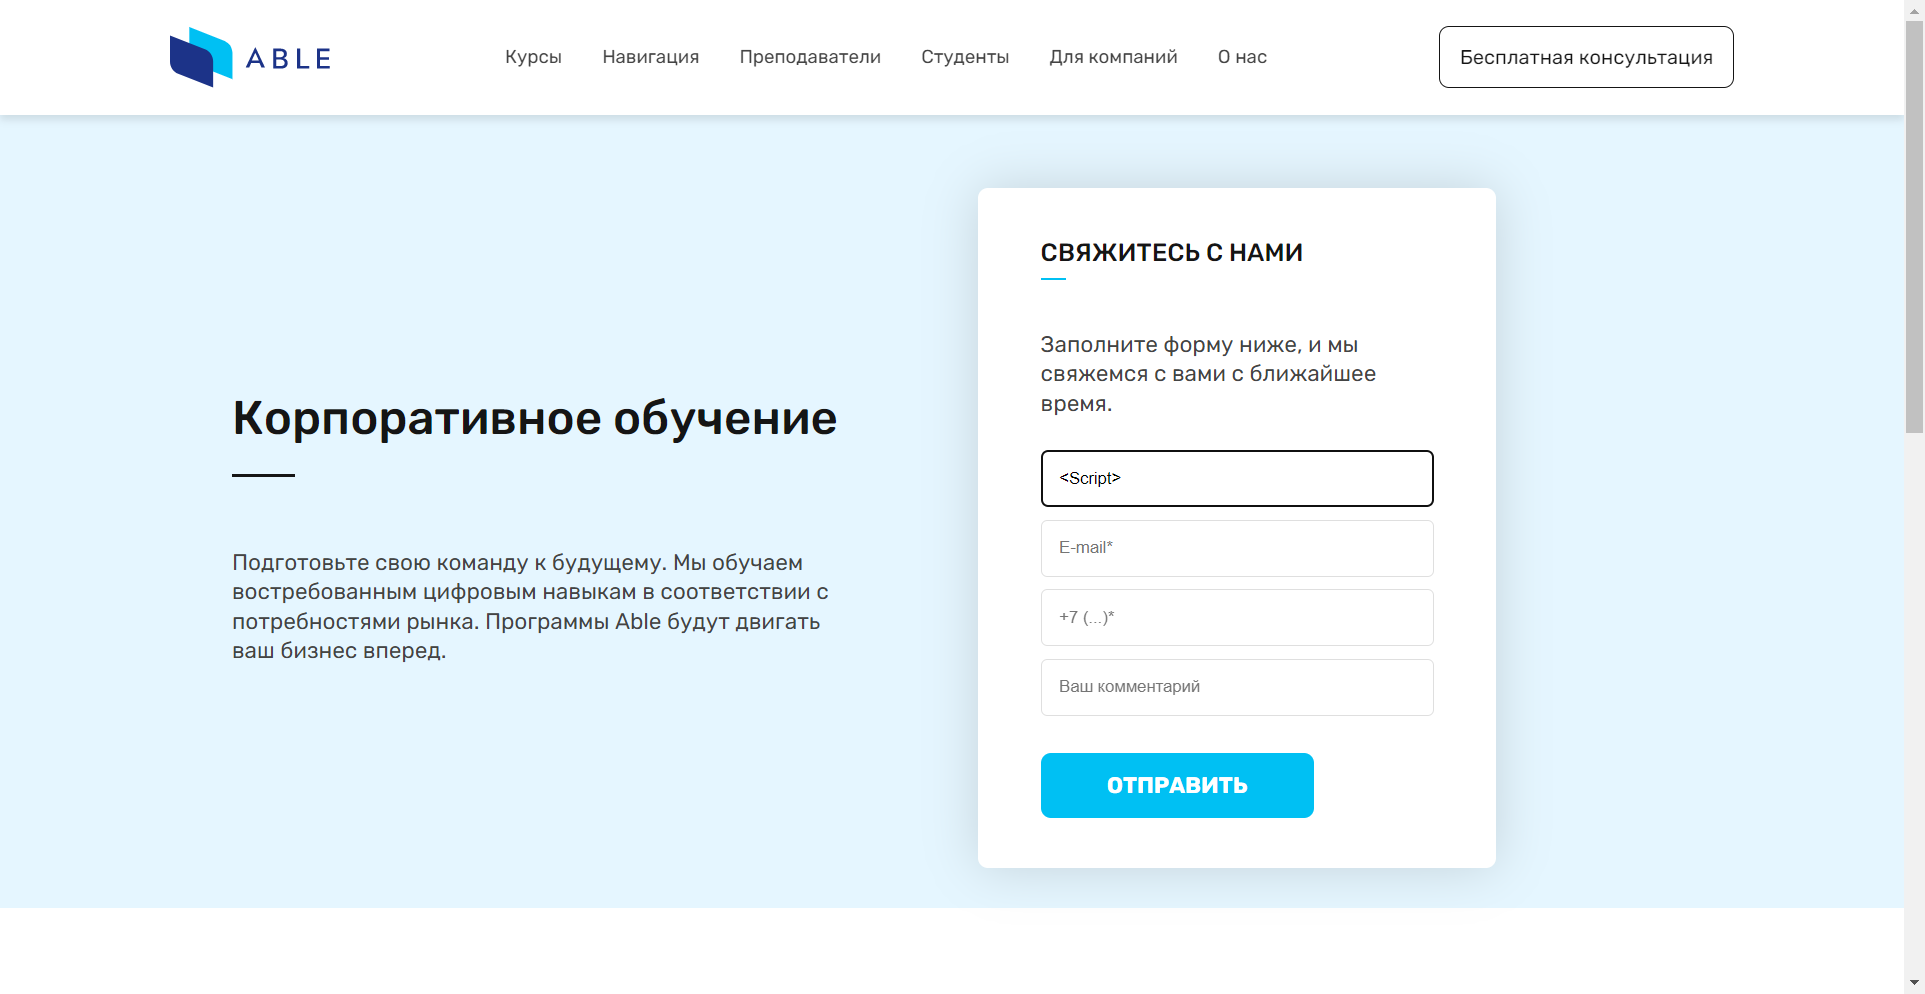 ABLE
Курсы
Навигация
Преподаватели
Студенты
Для компаний
О нас
Бесплатная консультация
Корпоративное обучение
Подготовьте свою команду к будущему. Мы обучаем
востребованным цифровым навыкам в соответствии с
потребностями рынка. Программы Able будут двигать
ваш бизнес вперед.
СВЯЖИТЕСЬ С НАМИ
Заполните форму ниже, и мы
свяжемся с вами с ближайшее
время.
<Script>
E-mail*
+7 (...)*
Ваш комментарий
ОТПРАВИТЬ